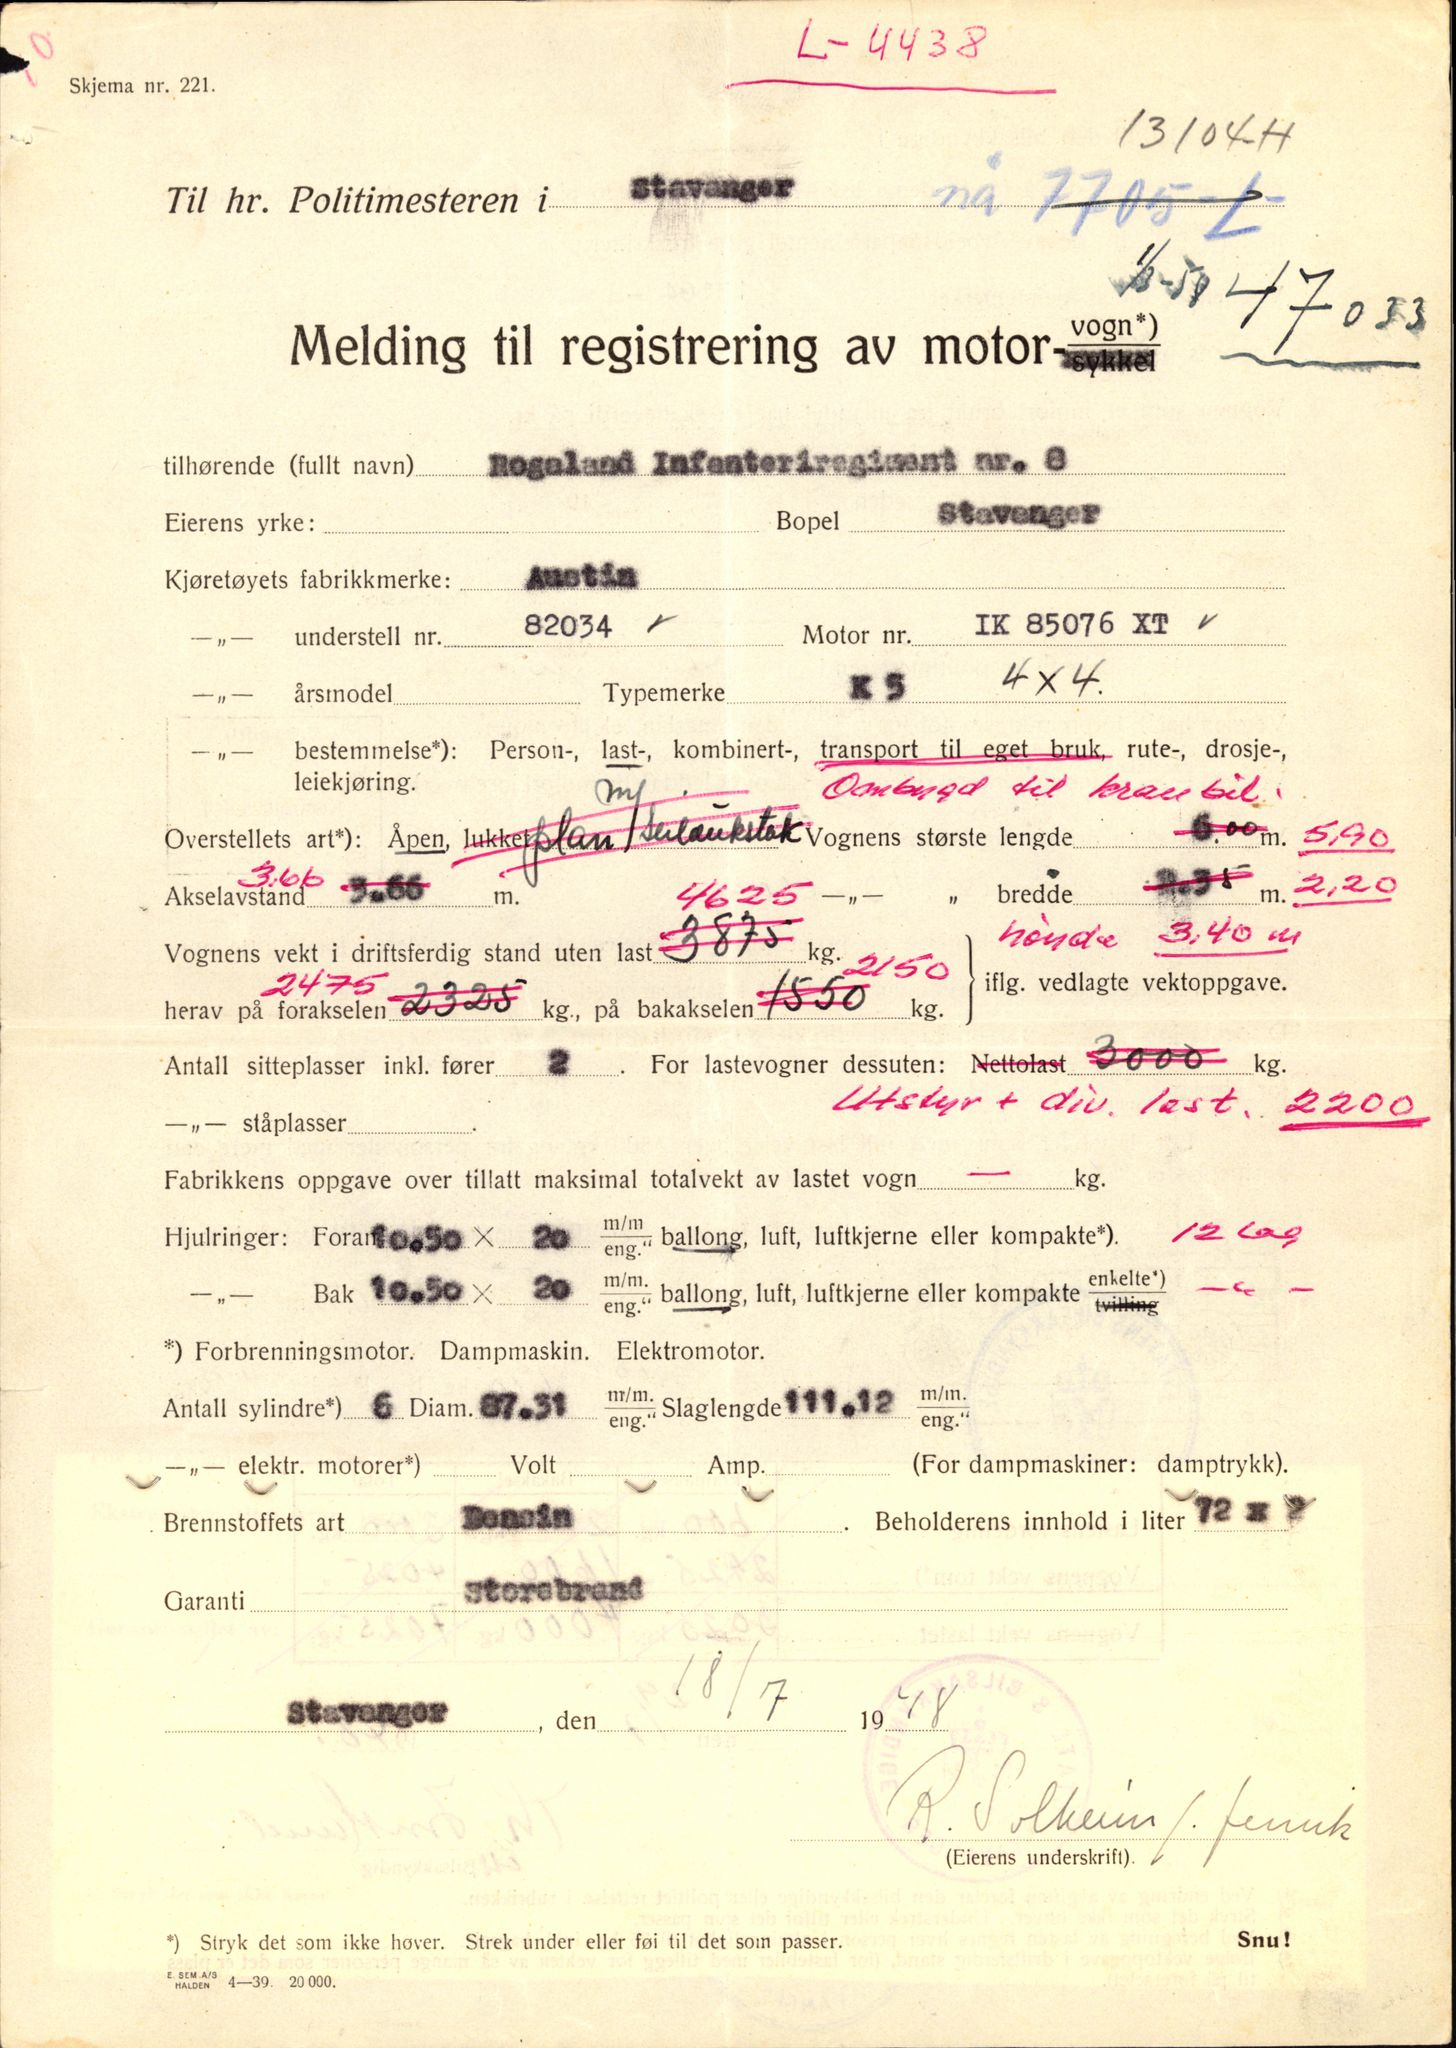 L-4438
Skjema nr. 221.
13104H
Til hr. Politimesteren i Stavanger nå 7705-L-
1/3-58 47033
Melding til registrering av motor- vogn*) sykkel
tilhørende (fullt navn) Rogaland Infanteriregiment nr. 8
Eierens yrke: Bopel Stavanger
Kjøretøyets fabrikkmerke: Austin
—„— understell nr. 82034 ✓ Motor nr. IK 85076 XT ✓
—„— årsmodel Typemerke K 5 4 x 4.
—„— bestemmelse*): Person-, last-, kombinert-, transport til eget bruk, rute-, drosje-,
leiekjøring. Ombygd til kranbil.
Overstellets art*): Åpen, lukket plan/ Vognens største lengde 6.00 m. 5,90
Akselavstand 3.66 3.66 m. —„— „ bredde 2.35 m. 2,20
4625 høyde 3.40 m
Vognens vekt i driftsferdig stand uten last 3875 kg.
2475 2150 iflg. vedlagte vektoppgave.
herav på forakselen 2325 kg., på bakakselen 1550 kg.
Antall sitteplasser inkl. fører 2. For lastevogner dessuten: Nettolast 3000 kg.
Utstyr + div. last. 2200
—„— ståplasser.
Fabrikkens oppgave over tillatt maksimal totalvekt av lastet vogn — kg.
Hjulringer: Foran 10.50 × 20 m/m eng.“ ballong, luft, luftkjerne eller kompakte*). 12 lag
—„— Bak 10.50 × 20 m/m. eng.“ ballong, luft, luftkjerne eller kompakte enkelte*) tvilling —„—
*) Forbrenningsmotor. Dampmaskin. Elektromotor.
Antall sylindre*) 6 Diam. 87.31 m/m. eng.“ Slaglengde 111.12 m/m. eng.“
—„— elektr. motorer*) Volt Amp. (For dampmaskiner: damptrykk).
Brennstoffets art Bensin. Beholderens innhold i liter 72 x 2
Garanti Storebrand
Stavanger, den 18/7 1948
R. Solheim /. fenrik
(Eierens underskrift).
*) Stryk det som ikke høver. Strek under eller føi til det som passer. Snu!
E. SEM A/S HALDEN 4—39. 20 000.